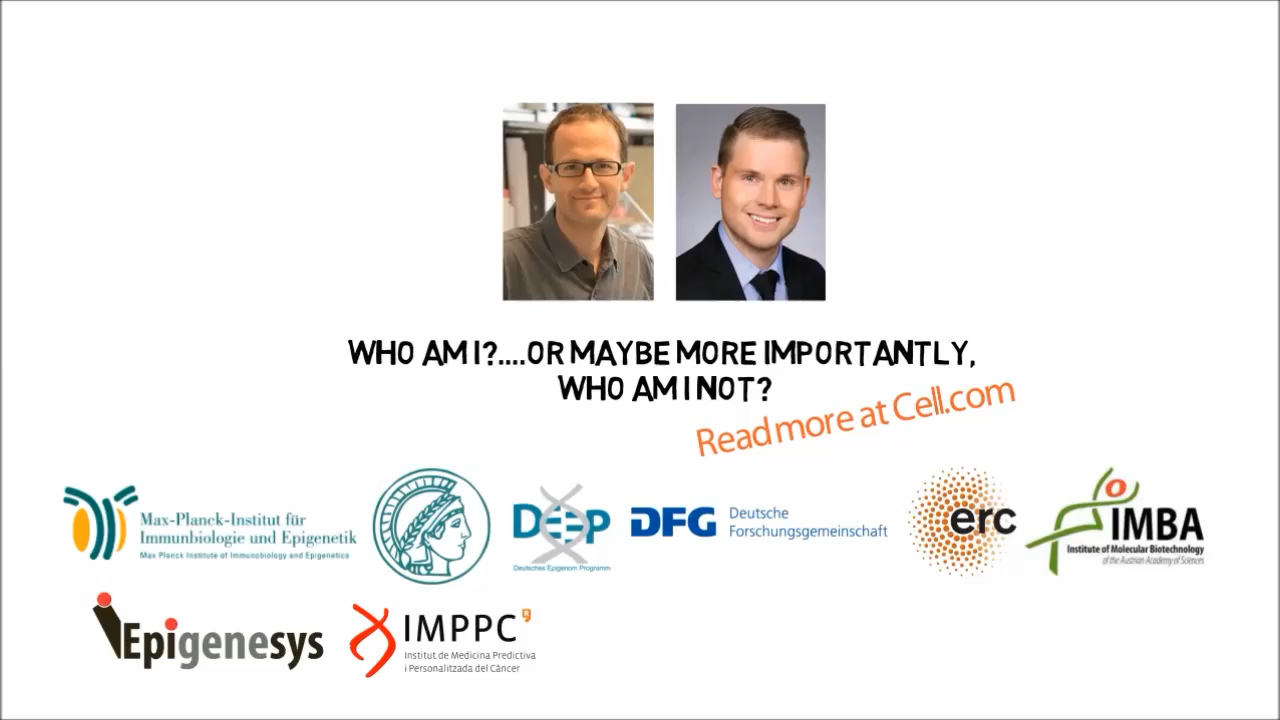 WHO AM I?....OR MAYBE MORE IMPORTANTLY,
WHO AM I NOT?
Read more at Cell.com
Max-Planck-Institut für
Immunbiologie und Epigenetik
Max Planck Institute of Immunobiology and Epigenetics
DEEP
Deutsches Epigenom Programm
DFG
Deutsche
Forschungsgemeinschaft
erc
IMBA
Institute of Molecular Biotechnology
of the Austrian Academy of Sciences
Epigenesys
IMPPC
Institut de Medicina Predictiva
i Personalitzada del Càncer